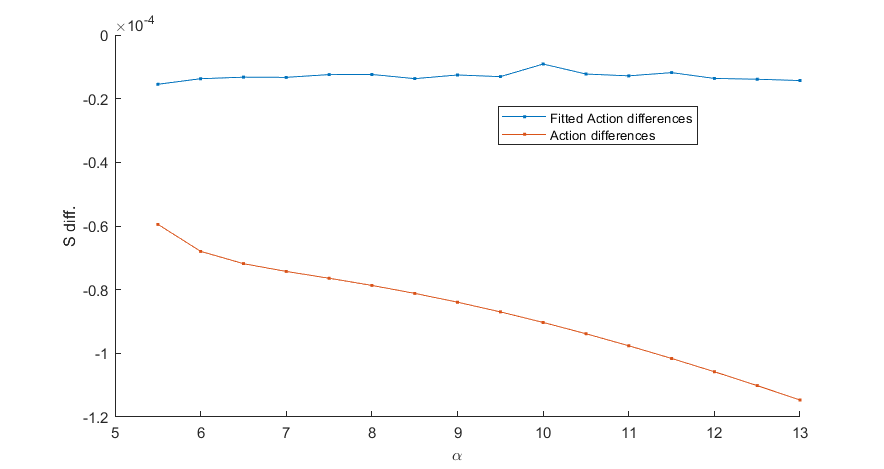 ×10-4
0
-0.2
-0.4
-0.6
-0.8
-1
-1.2
S diff.
Fitted Action differences
Action differences
5 6 7 8 9 10 11 12 13
α